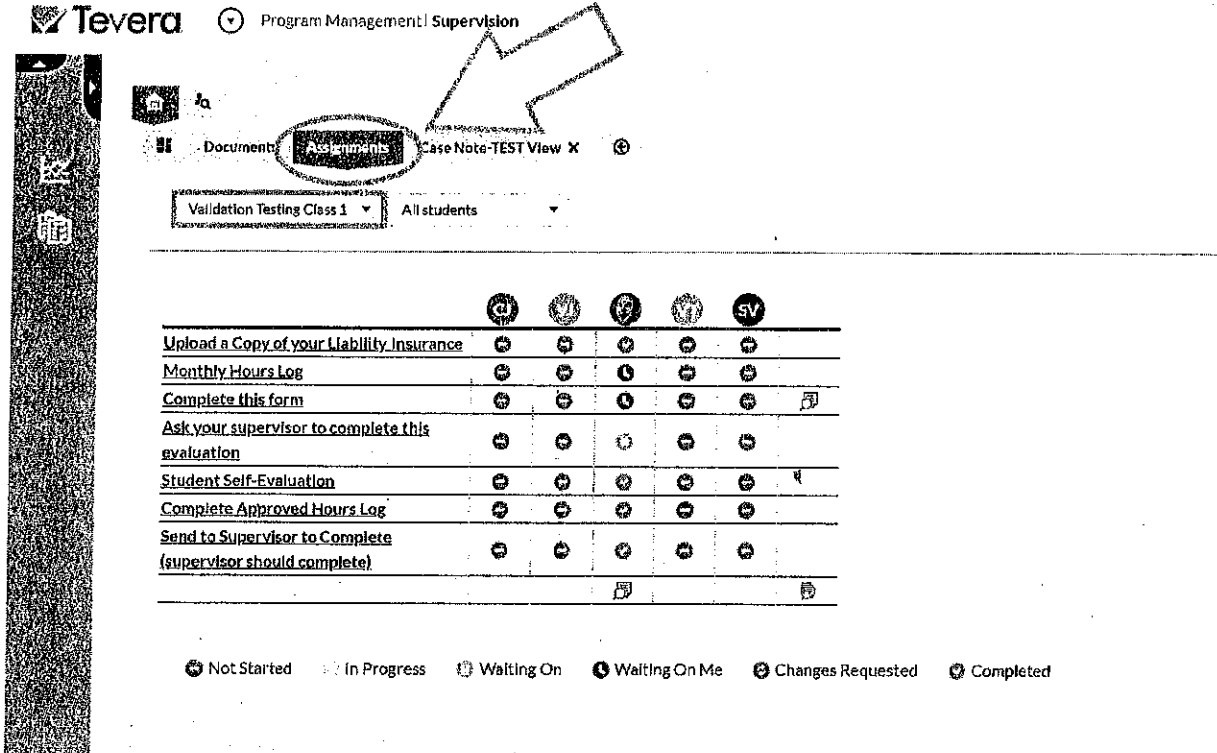 Tevera Program Management | Supervision
Documents Assignments Case Note-TEST View X
Validation Testing Class 1 All students
SV
Upload a Copy of your Liability Insurance
Monthly Hours Log
Complete this form
Ask your supervisor to complete this
evaluation
Student Self-Evaluation
Complete Approved Hours Log
Send to Supervisor to Complete
(supervisor should complete)
Not Started In Progress Waiting On Waiting On Me Changes Requested Completed